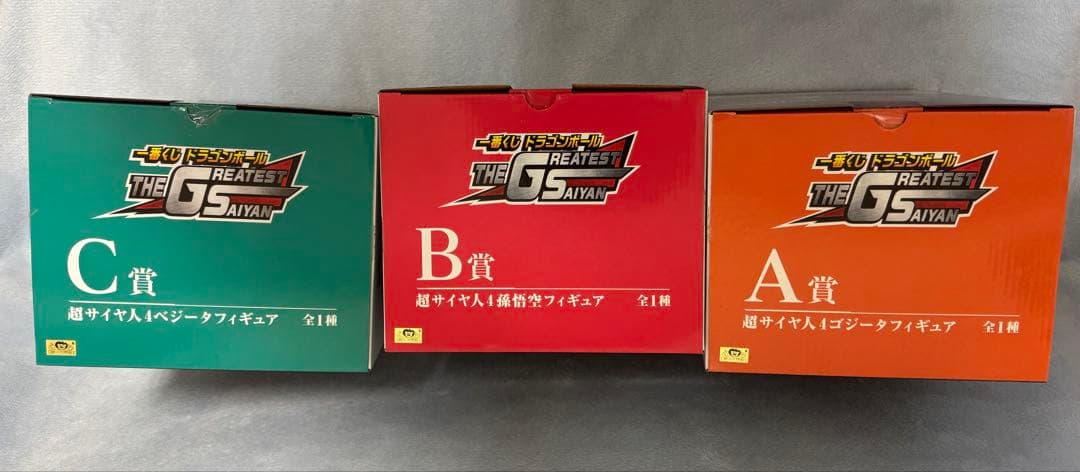 一番くじ ドラゴンボール
THE GREATEST SAIYAN
C賞
超サイヤ人4ベジータフィギュア 全1種
一番くじ ドラゴンボール
THE GREATEST SAIYAN
B賞
超サイヤ人4孫悟空フィギュア 全1種
一番くじ ドラゴンボール
THE GREATEST SAIYAN
A賞
超サイヤ人4ゴジータフィギュア 全1種